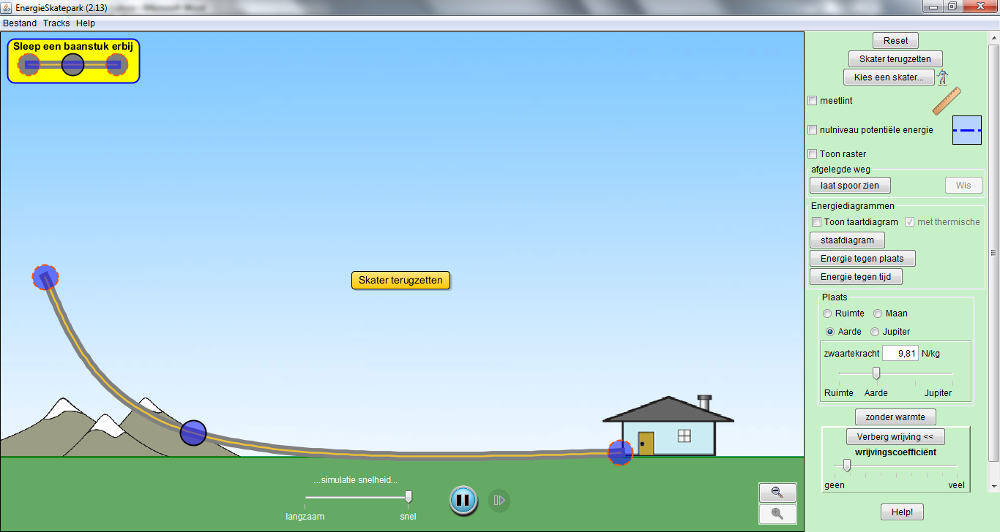 EnergieSkatepark (2.13)
Bestand Tracks Help
Sleep een baanstuk erbij
Skater terugzetten
...simulatie snelheid...
langzaam snel
Reset
Skater terugzetten
Kies een skater...
meetlint
nulniveau potentiële energie
Toon raster
afgelegde weg
laat spoor zien Wis
Energiediagrammen
Toon taartdiagram met thermische
staafdiagram
Energie tegen plaats
Energie tegen tijd
Plaats
Ruimte Maan
Aarde Jupiter
zwaartekracht 9,81 N/kg
Ruimte Aarde Jupiter
zonder warmte
Verberg wrijving <<
wrijvingscoefficiënt
geen veel
Help!